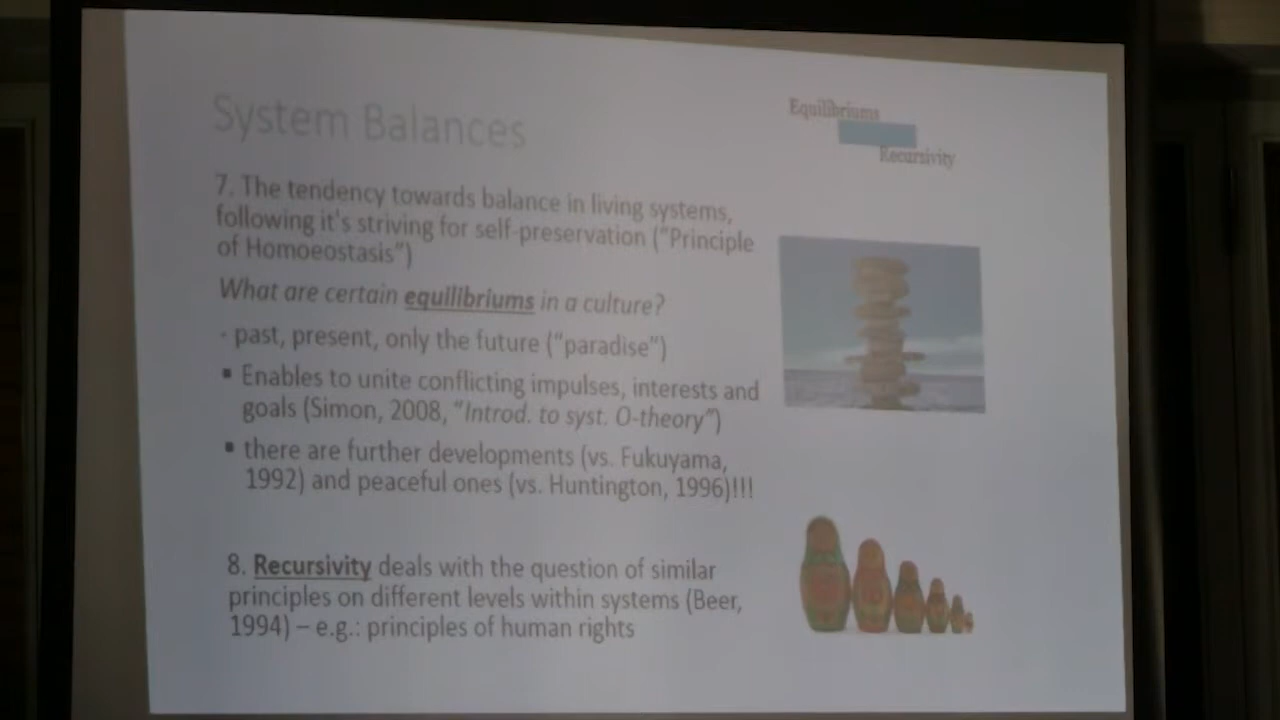 System Balances
Equilibriums
Recursivity
7. The tendency towards balance in living systems,
following it's striving for self-preservation ("Principle
of Homoeostasis")
What are certain equilibriums in a culture?
- past, present, only the future ("paradise")
▪ Enables to unite conflicting impulses, interests and
goals (Simon, 2008, "Introd. to syst. O-theory")
▪ there are further developments (vs. Fukuyama,
1992) and peaceful ones (vs. Huntington, 1996)!!!
8. Recursivity deals with the question of similar
principles on different levels within systems (Beer,
1994) – e.g.: principles of human rights